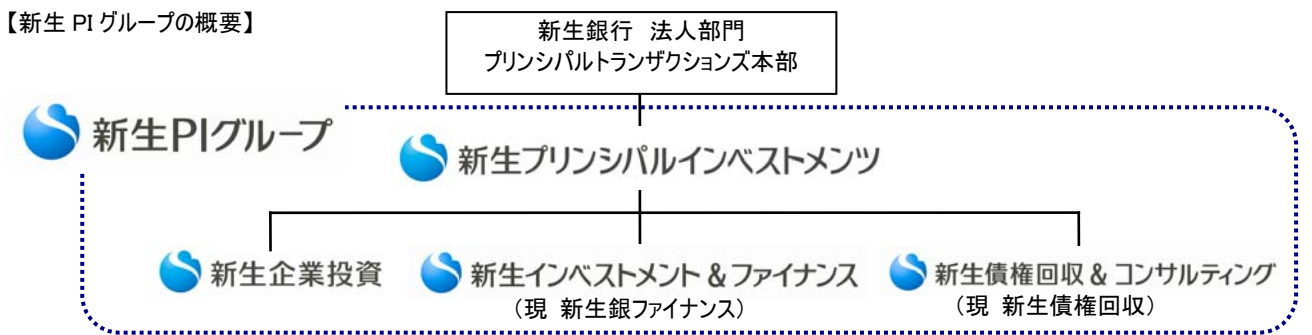 【新生 PI グループの概要】
新生銀行 法人部門
プリンシパルトランザクションズ本部
新生PIグループ
新生プリンシパルインベストメンツ
新生企業投資
新生インベストメント & ファイナンス
(現 新生銀ファイナンス)
新生債権回収 & コンサルティング
(現 新生債権回収)